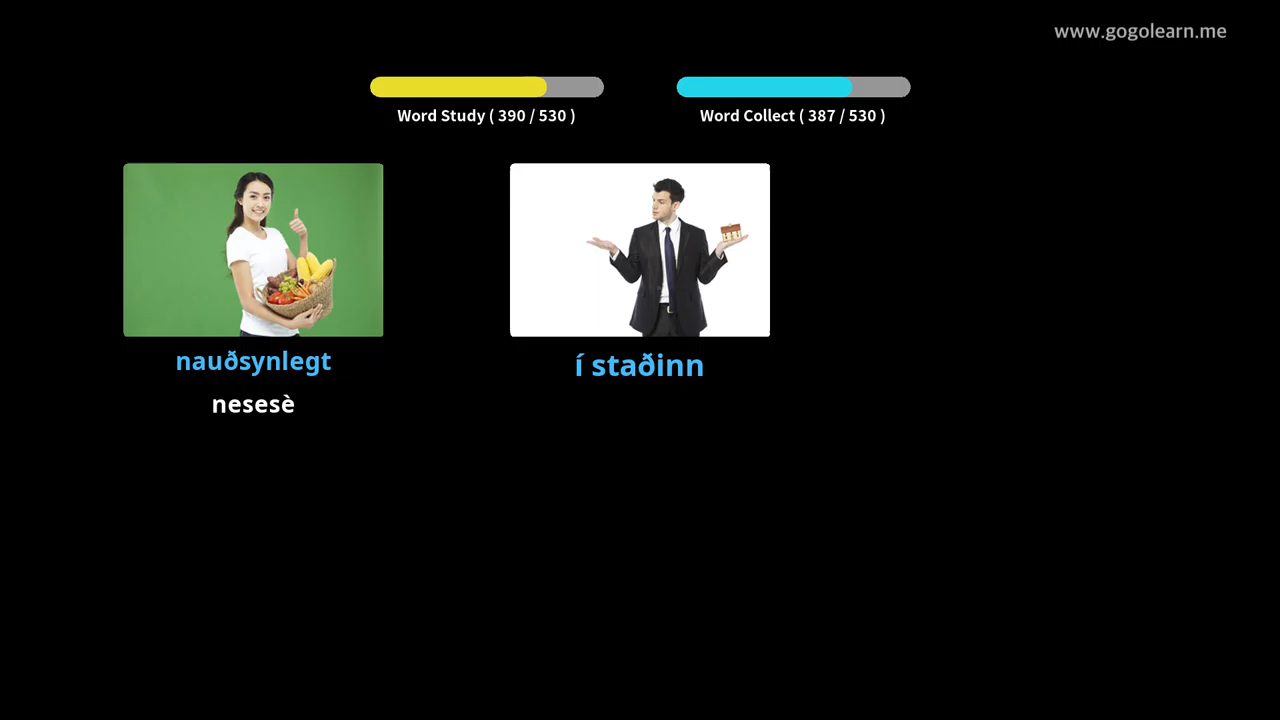 www.gogolearn.me
Word Study ( 390 / 530 )
Word Collect ( 387 / 530 )
nauðsynlegt
nesesè
í staðinn